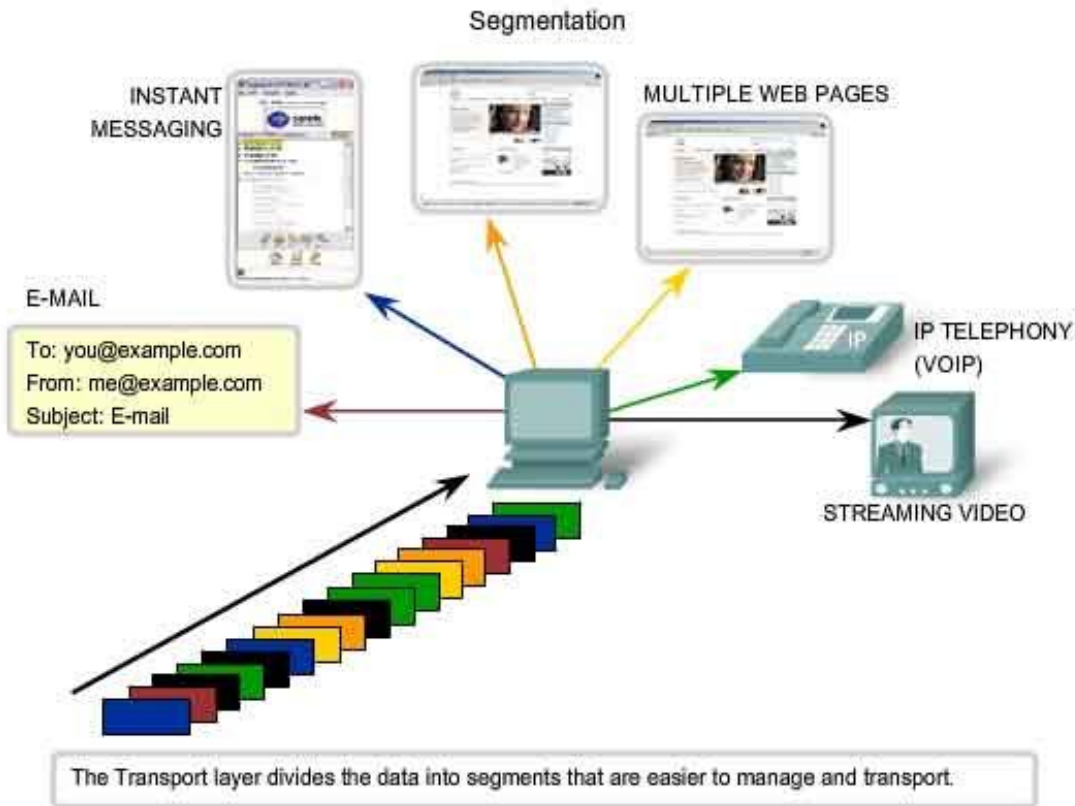 Segmentation
INSTANT
MESSAGING
MULTIPLE WEB PAGES
E-MAIL
To: you@example.com
From: me@example.com
Subject: E-mail
IP
IP TELEPHONY
(VOIP)
STREAMING VIDEO
The Transport layer divides the data into segments that are easier to manage and transport.